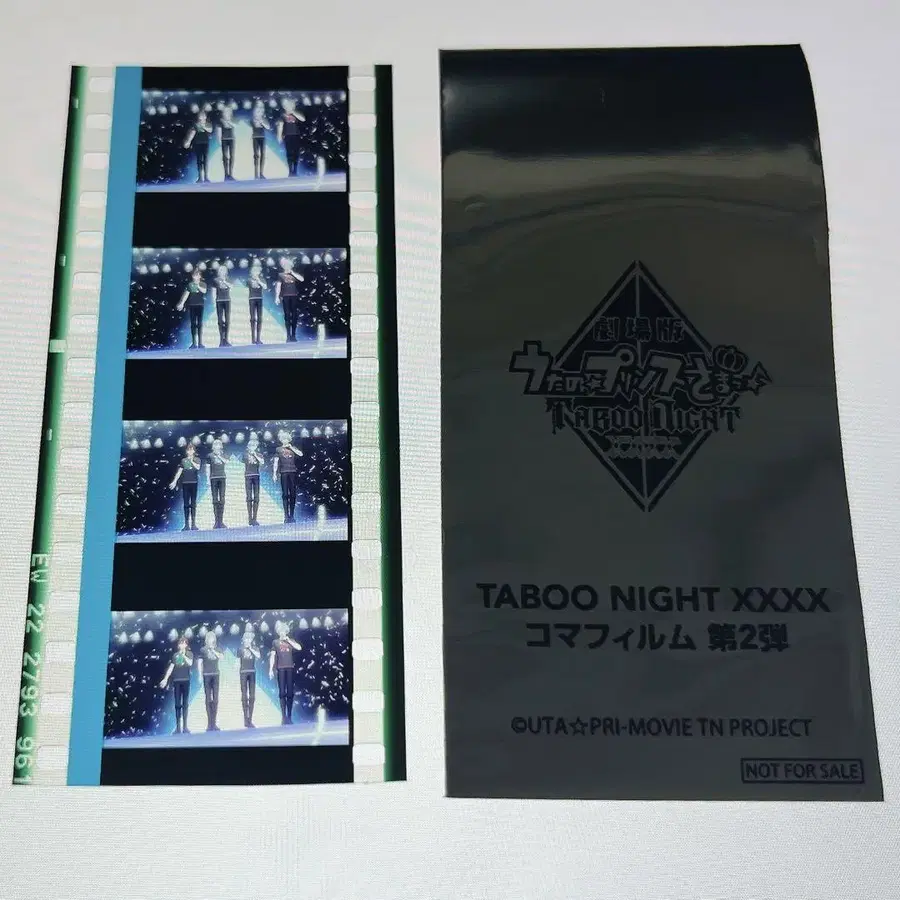 EW 22 2793 961
劇場版
うたの☆プリンスさまっ♪
TABOO NIGHT
XXXX
TABOO NIGHT XXXX
コマフィルム 第2弾
©UTA☆PRI-MOVIE TN PROJECT
NOT FOR SALE